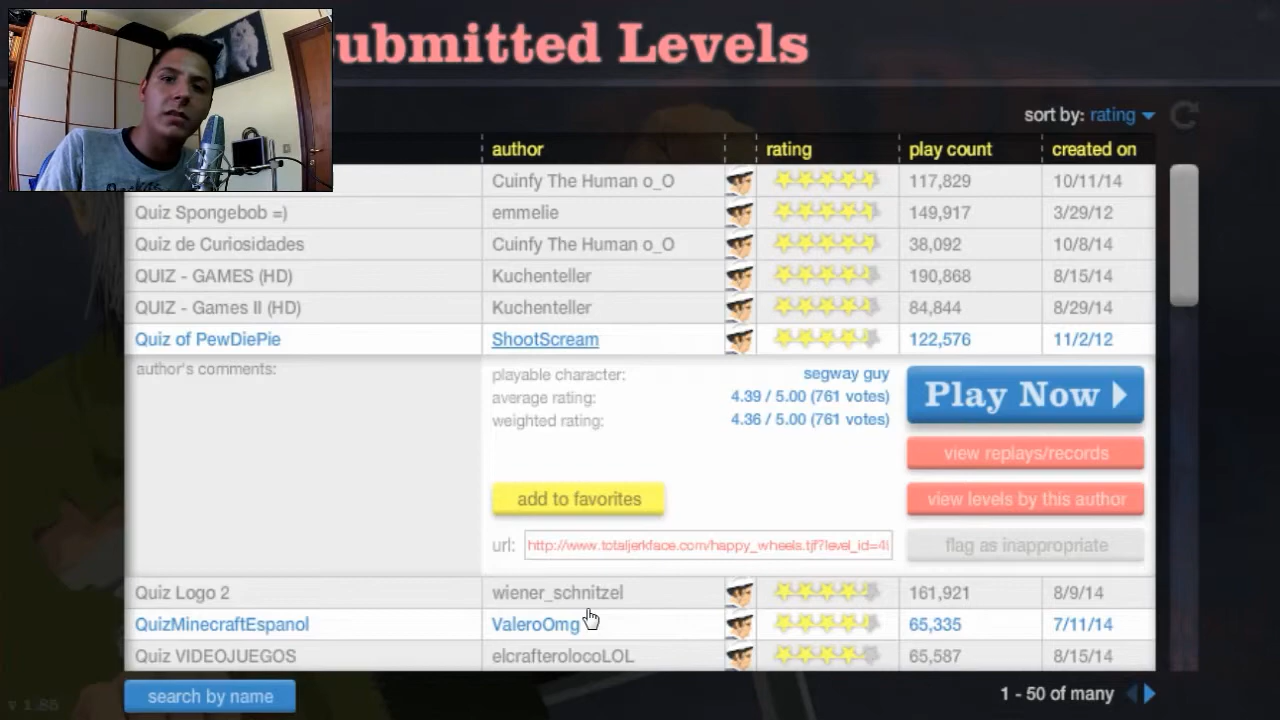 ubmitted Levels
sort by: rating
author rating play count created on
Cuinfy The Human o_O 117,829 10/11/14
Quiz Spongebob =) emmelie 149,917 3/29/12
Quiz de Curiosidades Cuinfy The Human o_O 38,092 10/8/14
QUIZ - GAMES (HD) Kuchenteller 190,868 8/15/14
QUIZ - Games II (HD) Kuchenteller 84,844 8/29/14
Quiz of PewDiePie ShootScream 122,576 11/2/12
author's comments:
playable character: segway guy
average rating: 4.39 / 5.00 (761 votes)
weighted rating: 4.36 / 5.00 (761 votes)
Play Now
view replays/records
add to favorites
view levels by this author
url: http://www.totaljerkface.com/happy_wheels.tjf?level_id=4
flag as inappropriate
Quiz Logo 2 wiener_schnitzel 161,921 8/9/14
QuizMinecraftEspanol ValeroOmg 65,335 7/11/14
Quiz VIDEOJUEGOS elcrafterolocoLOL 65,587 8/15/14
search by name
1 - 50 of many
v 1.85